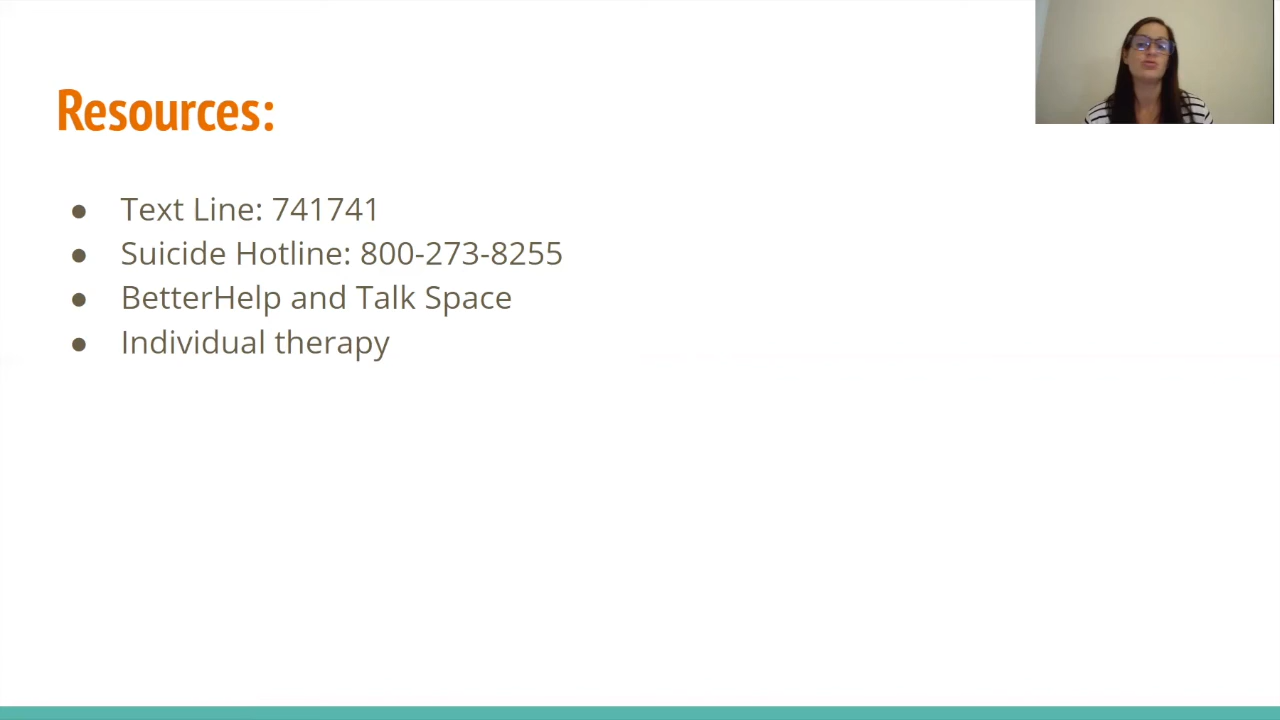 Resources:
● Text Line: 741741
● Suicide Hotline: 800-273-8255
● BetterHelp and Talk Space
● Individual therapy